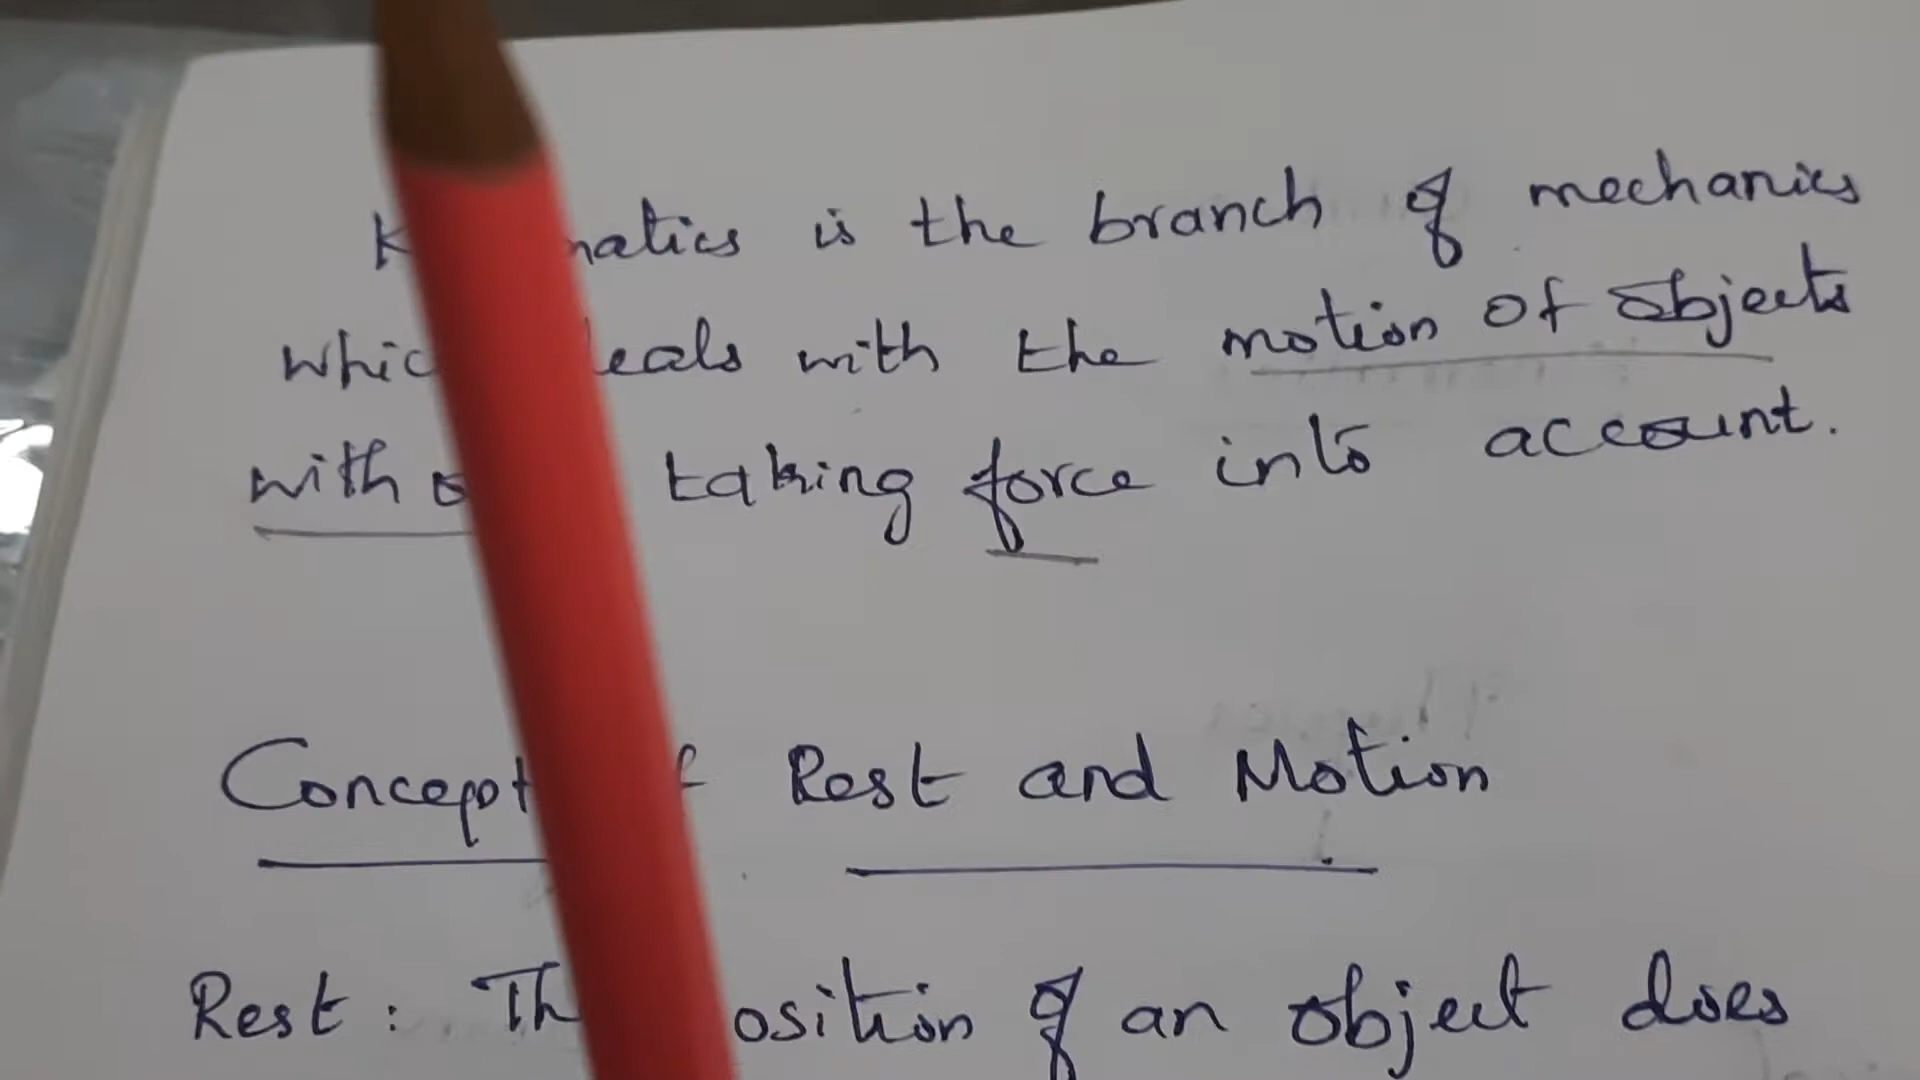 K natics is the branch of mechanics
whic eals with the motion of objects
with o taking force into account.
Concept f Rest and Motion
Rest : Th osition of an object does